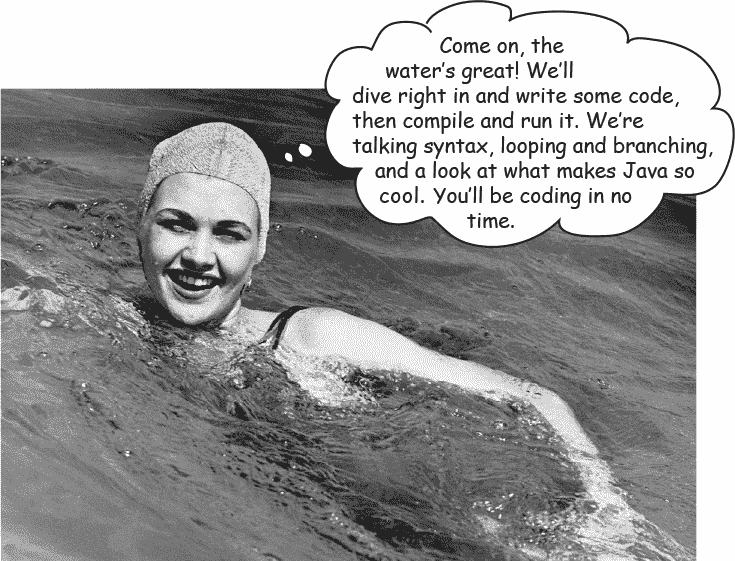 Come on, the
water's great! We'll
dive right in and write some code,
then compile and run it. We're
talking syntax, looping and branching,
and a look at what makes Java so
cool. You'll be coding in no
time.